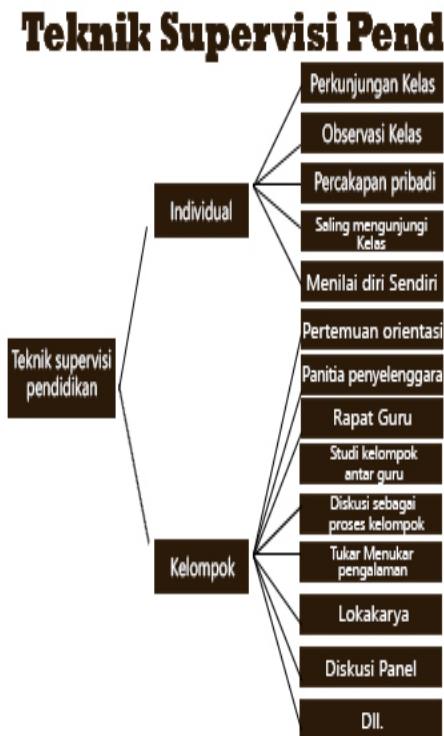 Teknik Supervisi Pend
Perkunjungan Kelas
Observasi Kelas
Percakapan pribadi
Individual
Saling mengunjungi
Kelas
Menilai diri Sendiri
Teknik supervisi
pendidikan
Pertemuan orientasi
Panitia penyelenggara
Rapat Guru
Studi kelompok
antar guru
Diskusi sebagai
proses kelompok
Kelompok
Tukar Menukar
pengalaman
Lokakarya
Diskusi Panel
Dll.